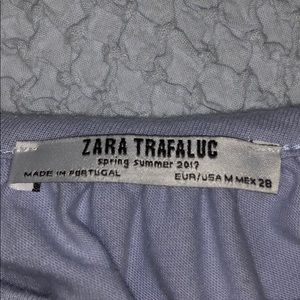 ZARA TRAFALUC
spring summer 2017
MADE IN PORTUGAL EUR/USA M MEX 28